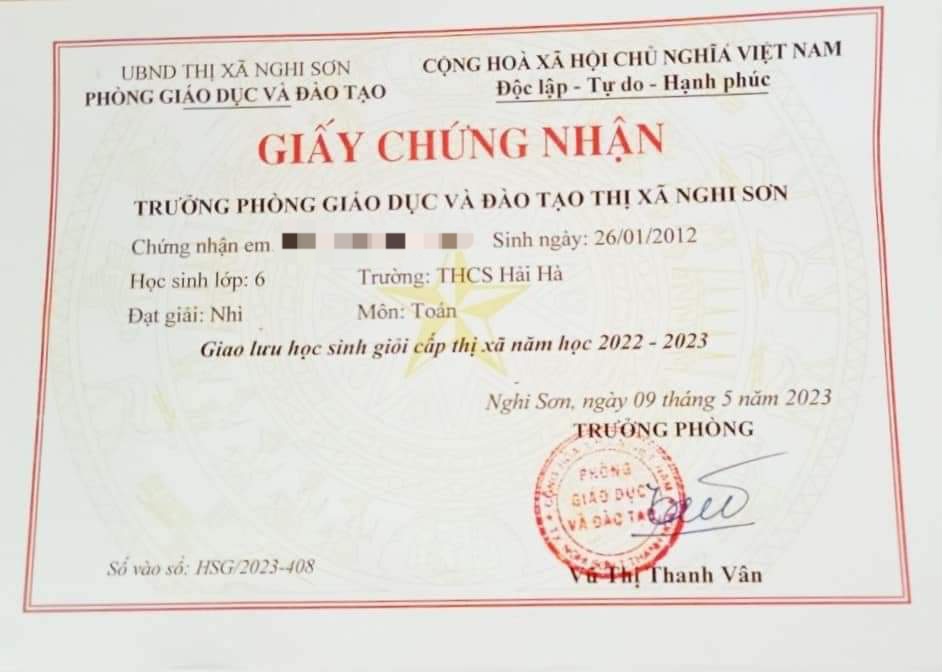 UBND THỊ XÃ NGHI SƠN
PHÒNG GIÁO DỤC VÀ ĐÀO TẠO
CỘNG HOÀ XÃ HỘI CHỦ NGHĨA VIỆT NAM
Độc lập - Tự do - Hạnh phúc
GIẤY CHỨNG NHẬN
TRƯỞNG PHÒNG GIÁO DỤC VÀ ĐÀO TẠO THỊ XÃ NGHI SƠN
Chứng nhận em Sinh ngày: 26/01/2012
Học sinh lớp: 6 Trường: THCS Hải Hà
Đạt giải: Nhì Môn: Toán
Giao lưu học sinh giỏi cấp thị xã năm học 2022 - 2023
Nghi Sơn, ngày 09 tháng 5 năm 2023
TRƯỞNG PHÒNG
PHÒNG
GIÁO DỤC
VÀ ĐÀO TẠO
Vũ Thị Thanh Vân
Số vào sổ: HSG/2023-408